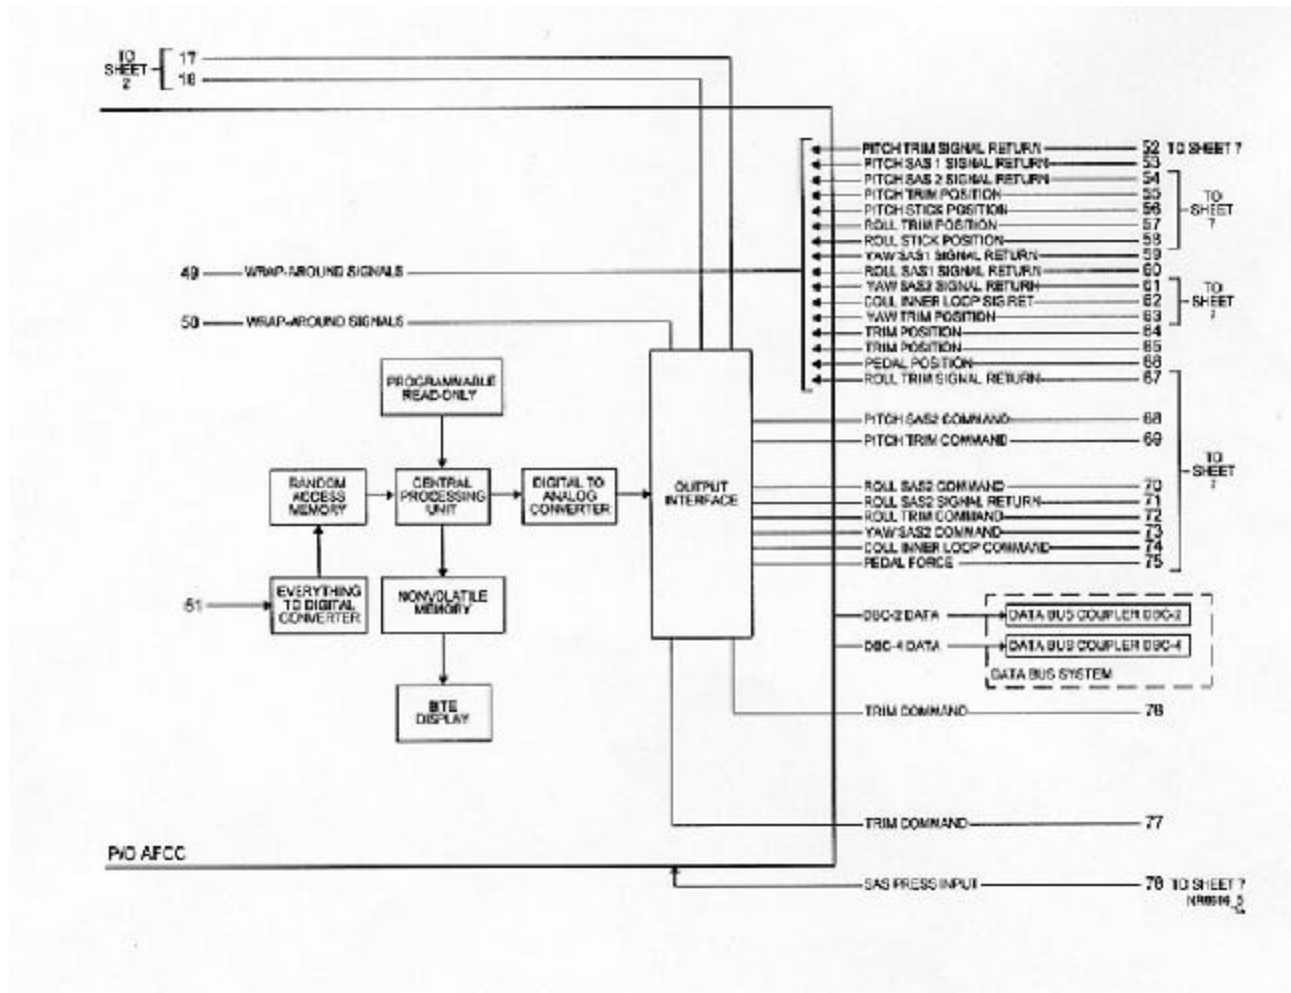 TO SHEET 2
17
18
PITCH TRIM SIGNAL RETURN 52 TO SHEET 7
PITCH SAS 1 SIGNAL RETURN 53
PITCH SAS 2 SIGNAL RETURN 54
PITCH TRIM POSITION 55
PITCH STICK POSITION 56
ROLL TRIM POSITION 57
ROLL STICK POSITION 58
TO SHEET 7
YAW SAS1 SIGNAL RETURN 59
ROLL SAS1 SIGNAL RETURN 60
YAW SAS2 SIGNAL RETURN 61
COLL INNER LOOP SIG RET 62
YAW TRIM POSITION 63
TO SHEET
TRIM POSITION 64
TRIM POSITION 65
PEDAL POSITION 66
ROLL TRIM SIGNAL RETURN 67
49 WRAP-AROUND SIGNALS
50 WRAP-AROUND SIGNALS
PROGRAMMABLE READ-ONLY
PITCH SAS2 COMMAND 68
PITCH TRIM COMMAND 69
RANDOM ACCESS MEMORY
CENTRAL PROCESSING UNIT
DIGITAL TO ANALOG CONVERTER
OUTPUT INTERFACE
ROLL SAS2 COMMAND 70
ROLL SAS2 SIGNAL RETURN 71
ROLL TRIM COMMAND 72
YAW SAS2 COMMAND 73
COLL INNER LOOP COMMAND 74
PEDAL FORCE 75
TO SHEET
51
EVERYTHING TO DIGITAL CONVERTER
NONVOLATILE MEMORY
BITE DISPLAY
DBC-2 DATA
DATA BUS COUPLER DBC-2
DBC-4 DATA
DATA BUS COUPLER DBC-4
DATA BUS SYSTEM
TRIM COMMAND 76
TRIM COMMAND 77
P/O AFCC
SAS PRESS INPUT 78 TO SHEET 7